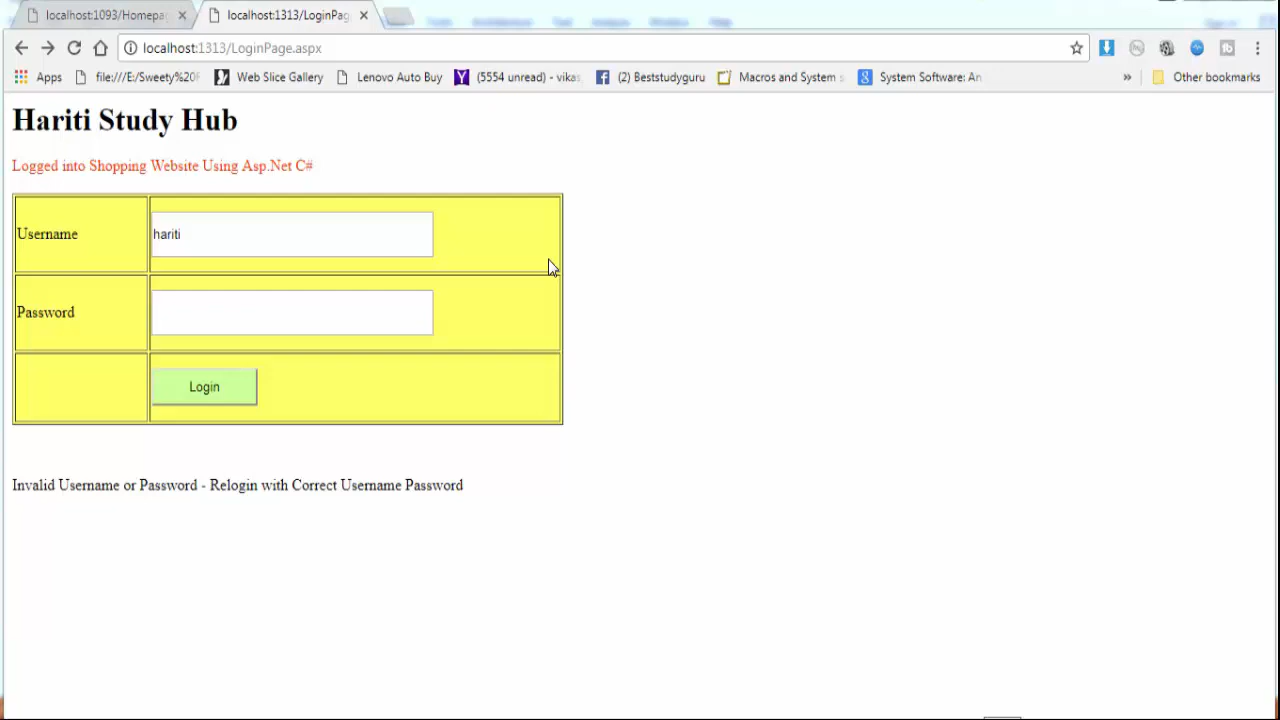 localhost:1093/Homepa
localhost:1313/LoginPag
localhost:1313/LoginPage.aspx
Apps
file:///E:/Sweety%20F
Web Slice Gallery
Lenovo Auto Buy
(5554 unread) - vikas
(2) Beststudyguru
Macros and System s
System Software: An
»
Other bookmarks
Hariti Study Hub
Logged into Shopping Website Using Asp.Net C#
Username
hariti
Password
Login
Invalid Username or Password - Relogin with Correct Username Password